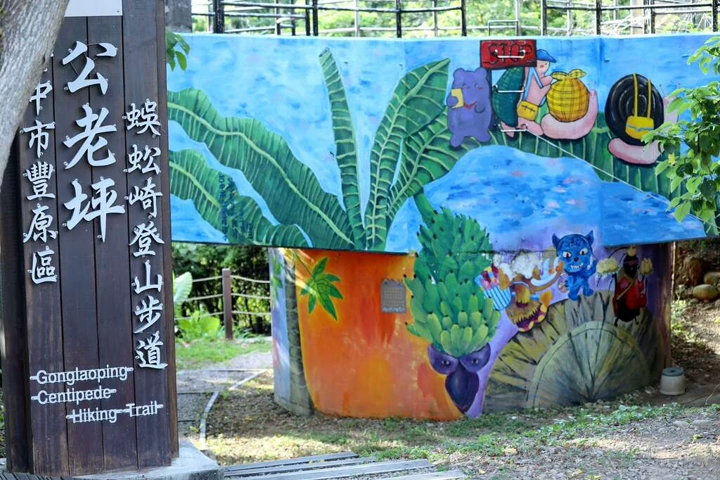 中市豐原區
公老坪
蜈蚣崎登山步道
Gonglaoping
Centipede
Hiking Trail